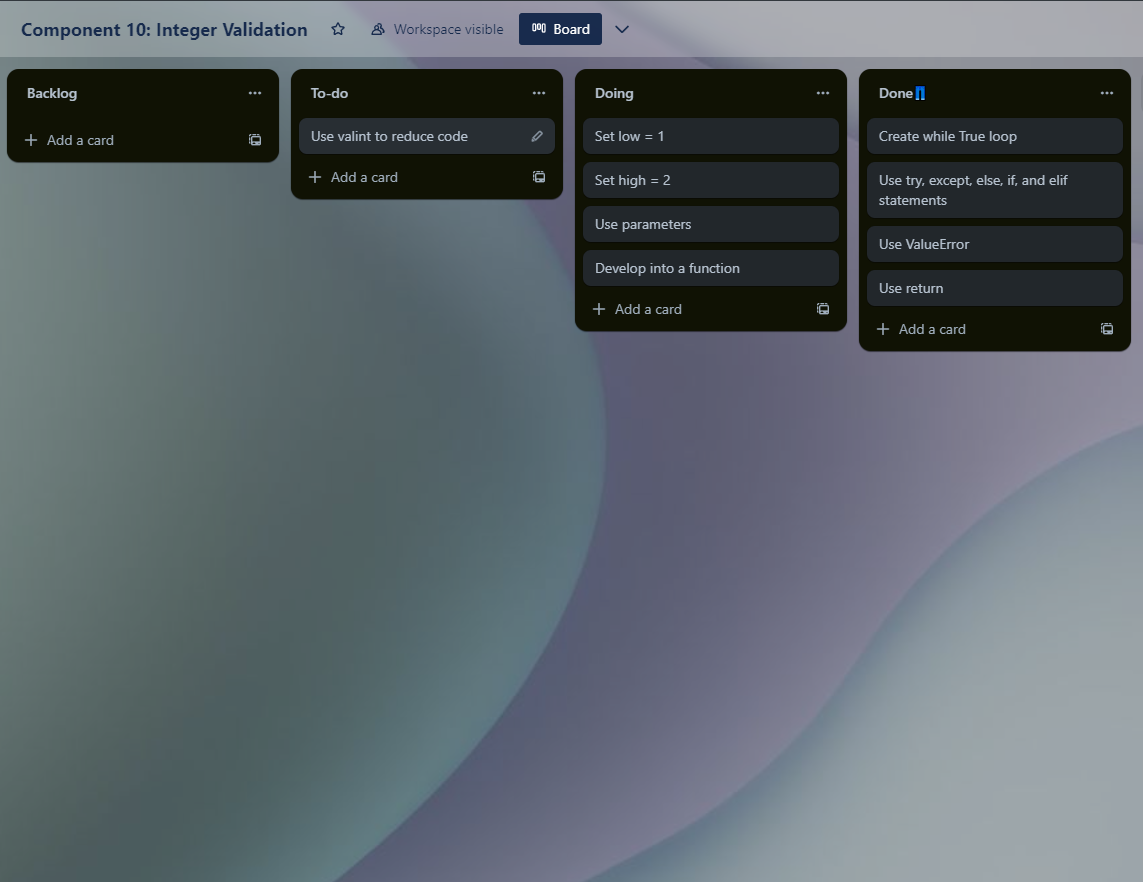 Component 10: Integer Validation
Workspace visible
Board
Backlog
Add a card
To-do
Use valint to reduce code
Add a card
Doing
Set low = 1
Set high = 2
Use parameters
Develop into a function
Add a card
Done👖
Create while True loop
Use try, except, else, if, and elif
statements
Use ValueError
Use return
Add a card